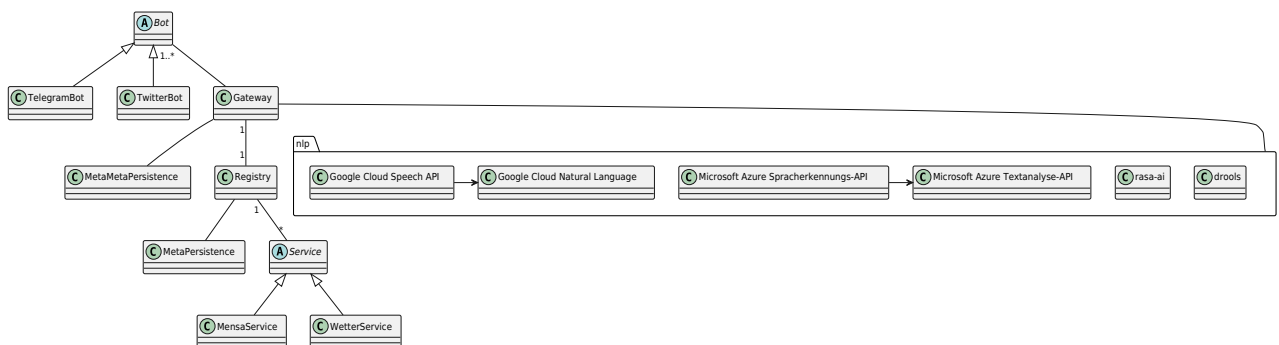 A Bot
1..*
C TelegramBot
C TwitterBot
C Gateway
1
nlp
1
C MetaMetaPersistence
C Registry
C Google Cloud Speech API
C Google Cloud Natural Language
C Microsoft Azure Spracherkennungs-API
C Microsoft Azure Textanalyse-API
C rasa-ai
C drools
1
*
C MetaPersistence
A Service
C MensaService
C WetterService